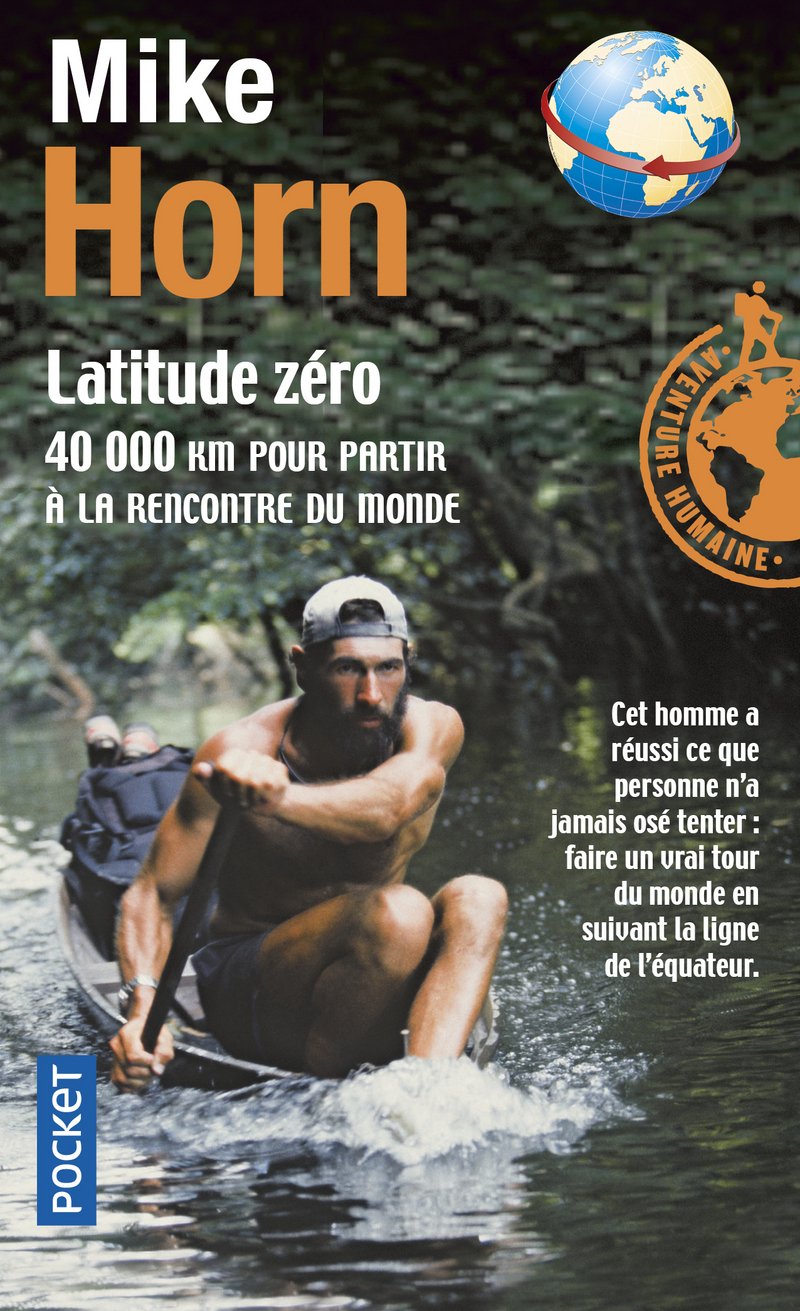 Mike
Horn
Latitude zéro
40 000 KM POUR PARTIR
À LA RENCONTRE DU MONDE
• AVENTURE HUMAINE •
Cet homme a
réussi ce que
personne n'a
jamais osé tenter :
faire un vrai tour
du monde en
suivant la ligne
de l'équateur.
POCKET